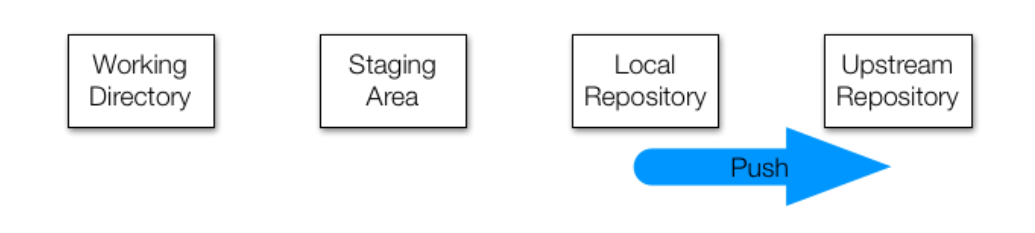 Working
Directory
Staging
Area
Local
Repository
Upstream
Repository
Push